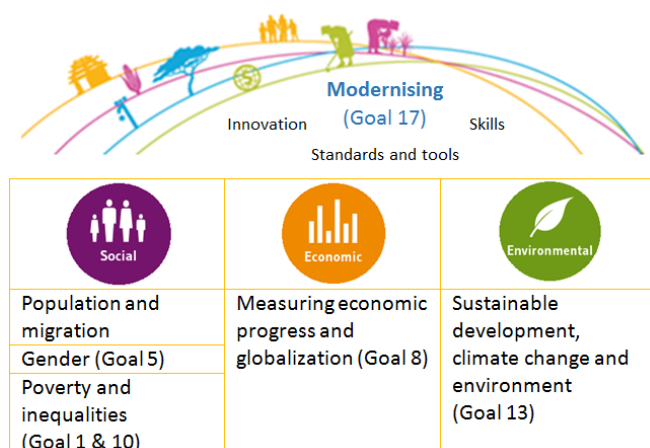 Modernising
Innovation (Goal 17) Skills
Standards and tools
Social
Economic
Environmental
Population and
migration
Gender (Goal 5)
Poverty and
inequalities
(Goal 1 & 10)
Measuring economic
progress and
globalization (Goal 8)
Sustainable
development,
climate change and
environment
(Goal 13)